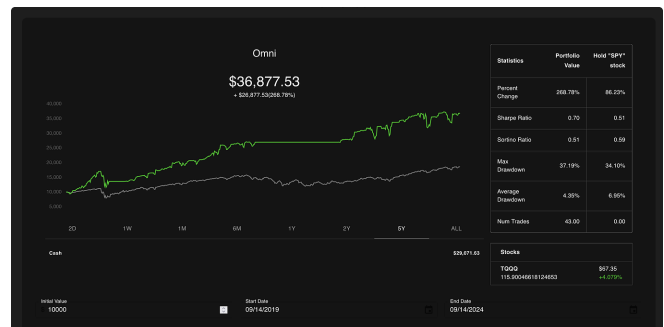 Omni
$36,877.53
+ $26,877.53(268.78%)
40,000
35,000
30,000
25,000
20,000
15,000
10,000
5,000
2D 1W 1M 6M 1Y 2Y 5Y ALL
Cash $29,071.63
Statistics Portfolio Value Hold "SPY" stock
Percent Change 268.78% 86.23%
Sharpe Ratio 0.70 0.51
Sortino Ratio 0.51 0.59
Max Drawdown 37.19% 34.10%
Average Drawdown 4.35% 6.95%
Num Trades 43.00 0.00
Stocks
TQQQ $67.35
115.90046618124653 +4.079%
Initial Value Start Date End Date
10000 09/14/2019 09/14/2024